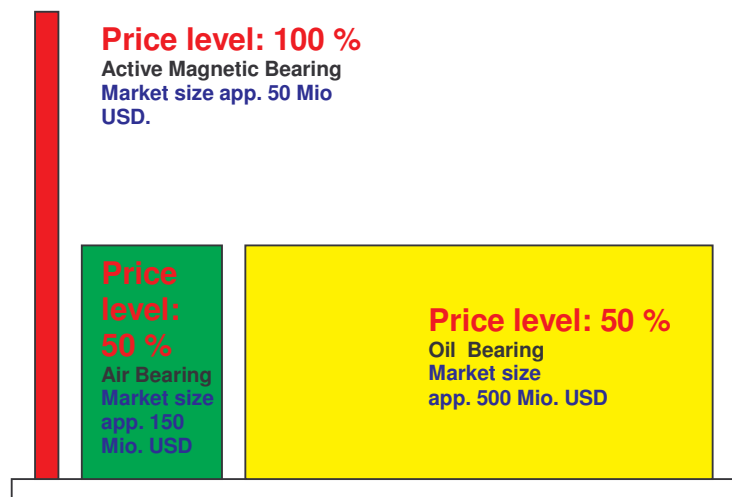 Price level: 100 %
Active Magnetic Bearing
Market size app. 50 Mio
USD.
Price
level:
50 %
Air Bearing
Market size
app. 150
Mio. USD
Price level: 50 %
Oil  Bearing
Market size
app. 500 Mio. USD